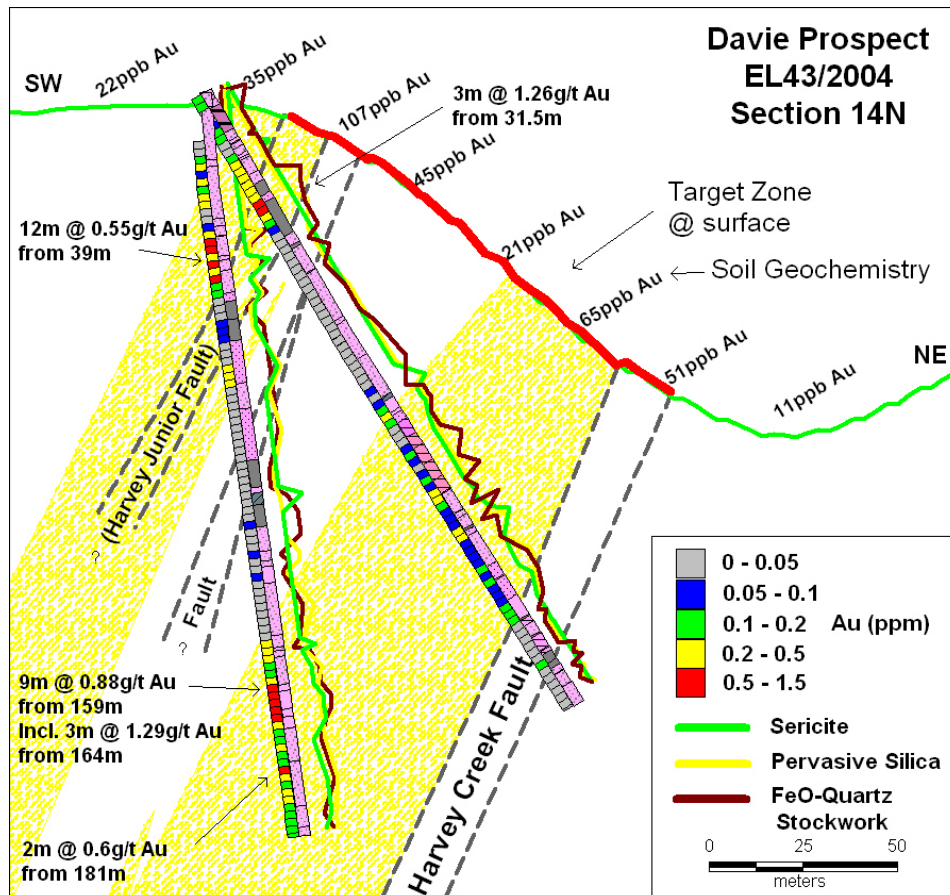 Davie Prospect
EL43/2004
Section 14N
SW
22ppb Au
35ppb Au
107ppb Au
45ppb Au
21ppb Au
65ppb Au
51ppb Au
11ppb Au
NE
3m @ 1.26g/t Au
from 31.5m
Target Zone
@ surface
Soil Geochemistry
12m @ 0.55g/t Au
from 39m
(Harvey Junior Fault)
?
Fault
?
9m @ 0.88g/t Au
from 159m
Incl. 3m @ 1.29g/t Au
from 164m
2m @ 0.6g/t Au
from 181m
Harvey Creek Fault
0 - 0.05
0.05 - 0.1
0.1 - 0.2 Au (ppm)
0.2 - 0.5
0.5 - 1.5
Sericite
Pervasive Silica
FeO-Quartz
Stockwork
0 25 50
meters